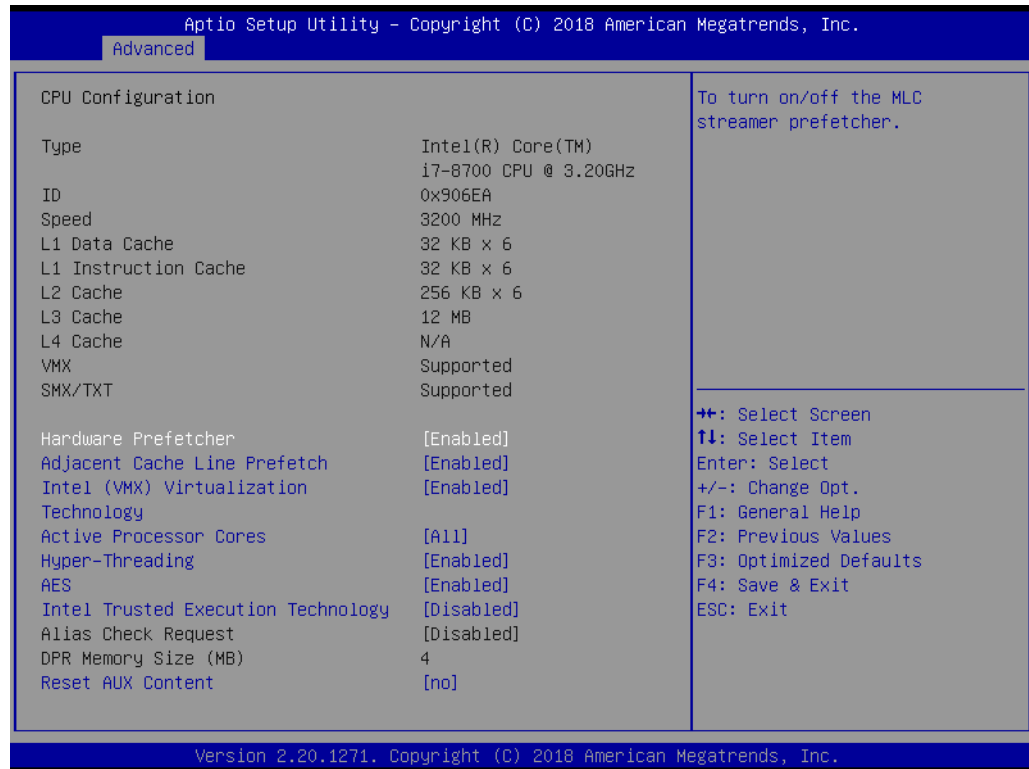 Aptio Setup Utility – Copyright (C) 2018 American Megatrends, Inc.
Advanced
CPU Configuration
Type Intel(R) Core(TM)
i7-8700 CPU @ 3.20GHz
ID 0x906EA
Speed 3200 MHz
L1 Data Cache 32 KB x 6
L1 Instruction Cache 32 KB x 6
L2 Cache 256 KB x 6
L3 Cache 12 MB
L4 Cache N/A
VMX Supported
SMX/TXT Supported
Hardware Prefetcher [Enabled]
Adjacent Cache Line Prefetch [Enabled]
Intel (VMX) Virtualization [Enabled]
Technology
Active Processor Cores [All]
Hyper-Threading [Enabled]
AES [Enabled]
Intel Trusted Execution Technology [Disabled]
Alias Check Request [Disabled]
DPR Memory Size (MB) 4
Reset AUX Content [no]
To turn on/off the MLC
streamer prefetcher.
→←: Select Screen
↑↓: Select Item
Enter: Select
+/-: Change Opt.
F1: General Help
F2: Previous Values
F3: Optimized Defaults
F4: Save & Exit
ESC: Exit
Version 2.20.1271. Copyright (C) 2018 American Megatrends, Inc.